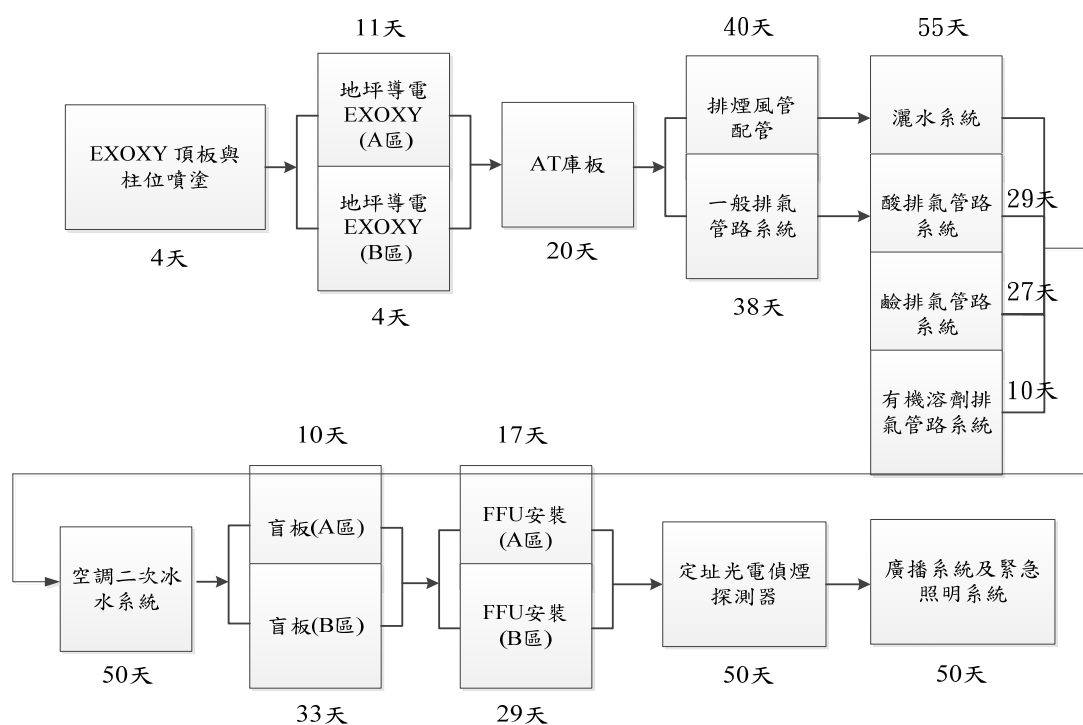 11天
40天
55天
EXOXY 頂板與
柱位噴塗
4天
地坪導電
EXOXY
(A區)
地坪導電
EXOXY
(B區)
4天
AT庫板
20天
排煙風管
配管
一般排氣
管路系統
38天
灑水系統
酸排氣管路
系統
29天
鹼排氣管路
系統
27天
有機溶劑排
氣管路系統
10天
10天
17天
空調二次冰
水系統
50天
盲板(A區)
盲板(B區)
33天
FFU安裝
(A區)
FFU安裝
(B區)
29天
定址光電偵煙
探測器
50天
廣播系統及緊急
照明系統
50天